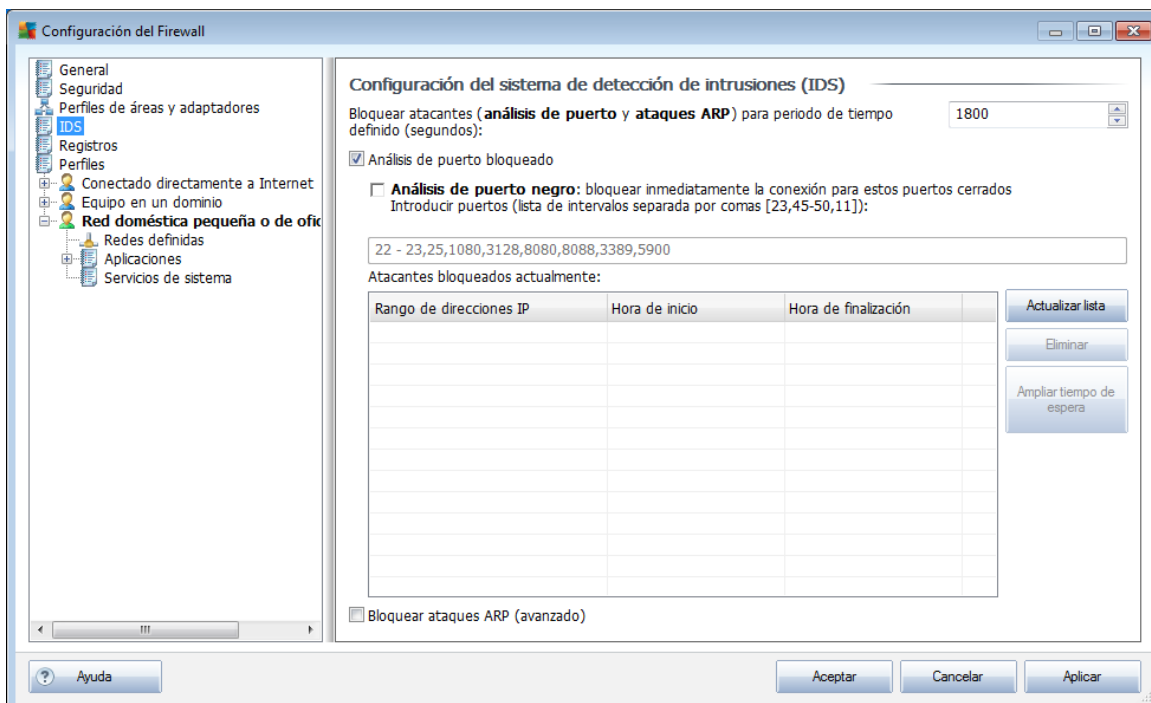 Configuración del Firewall
General
Seguridad
Perfiles de áreas y adaptadores
IDS
Registros
Perfiles
Conectado directamente a Internet
Equipo en un dominio
Red doméstica pequeña o de ofic
Redes definidas
Aplicaciones
Servicios de sistema
Configuración del sistema de detección de intrusiones (IDS)
Bloquear atacantes (análisis de puerto y ataques ARP) para periodo de tiempo
definido (segundos):
1800
Análisis de puerto bloqueado
Análisis de puerto negro: bloquear inmediatamente la conexión para estos puertos cerrados
Introducir puertos (lista de intervalos separada por comas [23,45-50,11]):
22 - 23,25,1080,3128,8080,8088,3389,5900
Atacantes bloqueados actualmente:
Rango de direcciones IP
Hora de inicio
Hora de finalización
Actualizar lista
Eliminar
Ampliar tiempo de
espera
Bloquear ataques ARP (avanzado)
? Ayuda
Aceptar
Cancelar
Aplicar